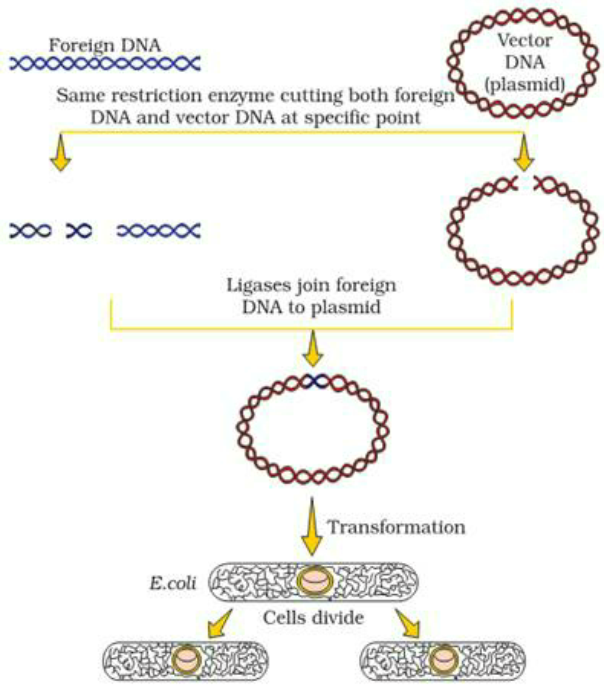 Foreign DNA
Vector
DNA
(plasmid)
Same restriction enzyme cutting both foreign
DNA and vector DNA at specific point
Ligases join foreign
DNA to plasmid
Transformation
E.coli
Cells divide